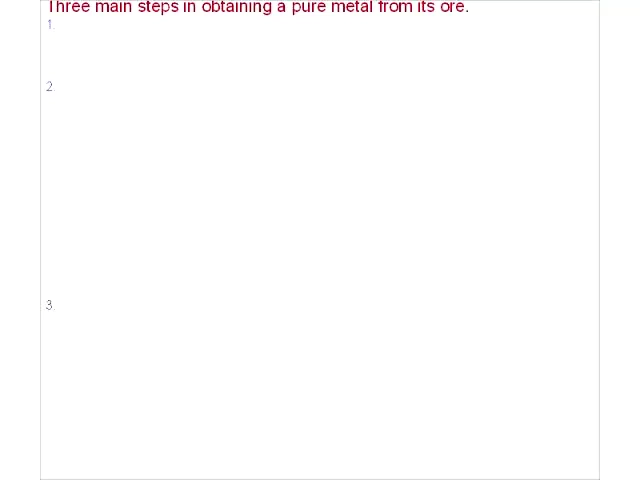 Three main steps in obtaining a pure metal from its ore.
1.
2.
3.